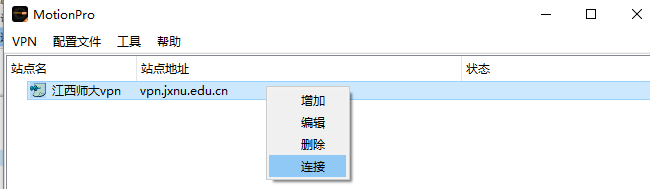 MotionPro
VPN 配置文件 工具 帮助
站点名 站点地址 状态
江西师大vpn vpn.jxnu.edu.cn
增加
编辑
删除
连接